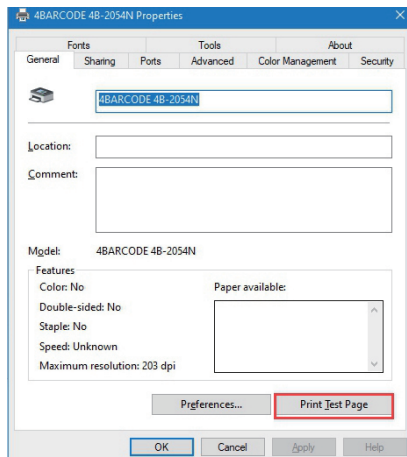 4BARCODE 4B-2054N Properties
Fonts Tools About
General Sharing Ports Advanced Color Management Security
4BARCODE 4B-2054N
Location:
Comment:
Model: 4BARCODE 4B-2054N
Features
Color: No Paper available:
Double-sided: No
Staple: No
Speed: Unknown
Maximum resolution: 203 dpi
Preferences... Print Test Page
OK Cancel Apply Help